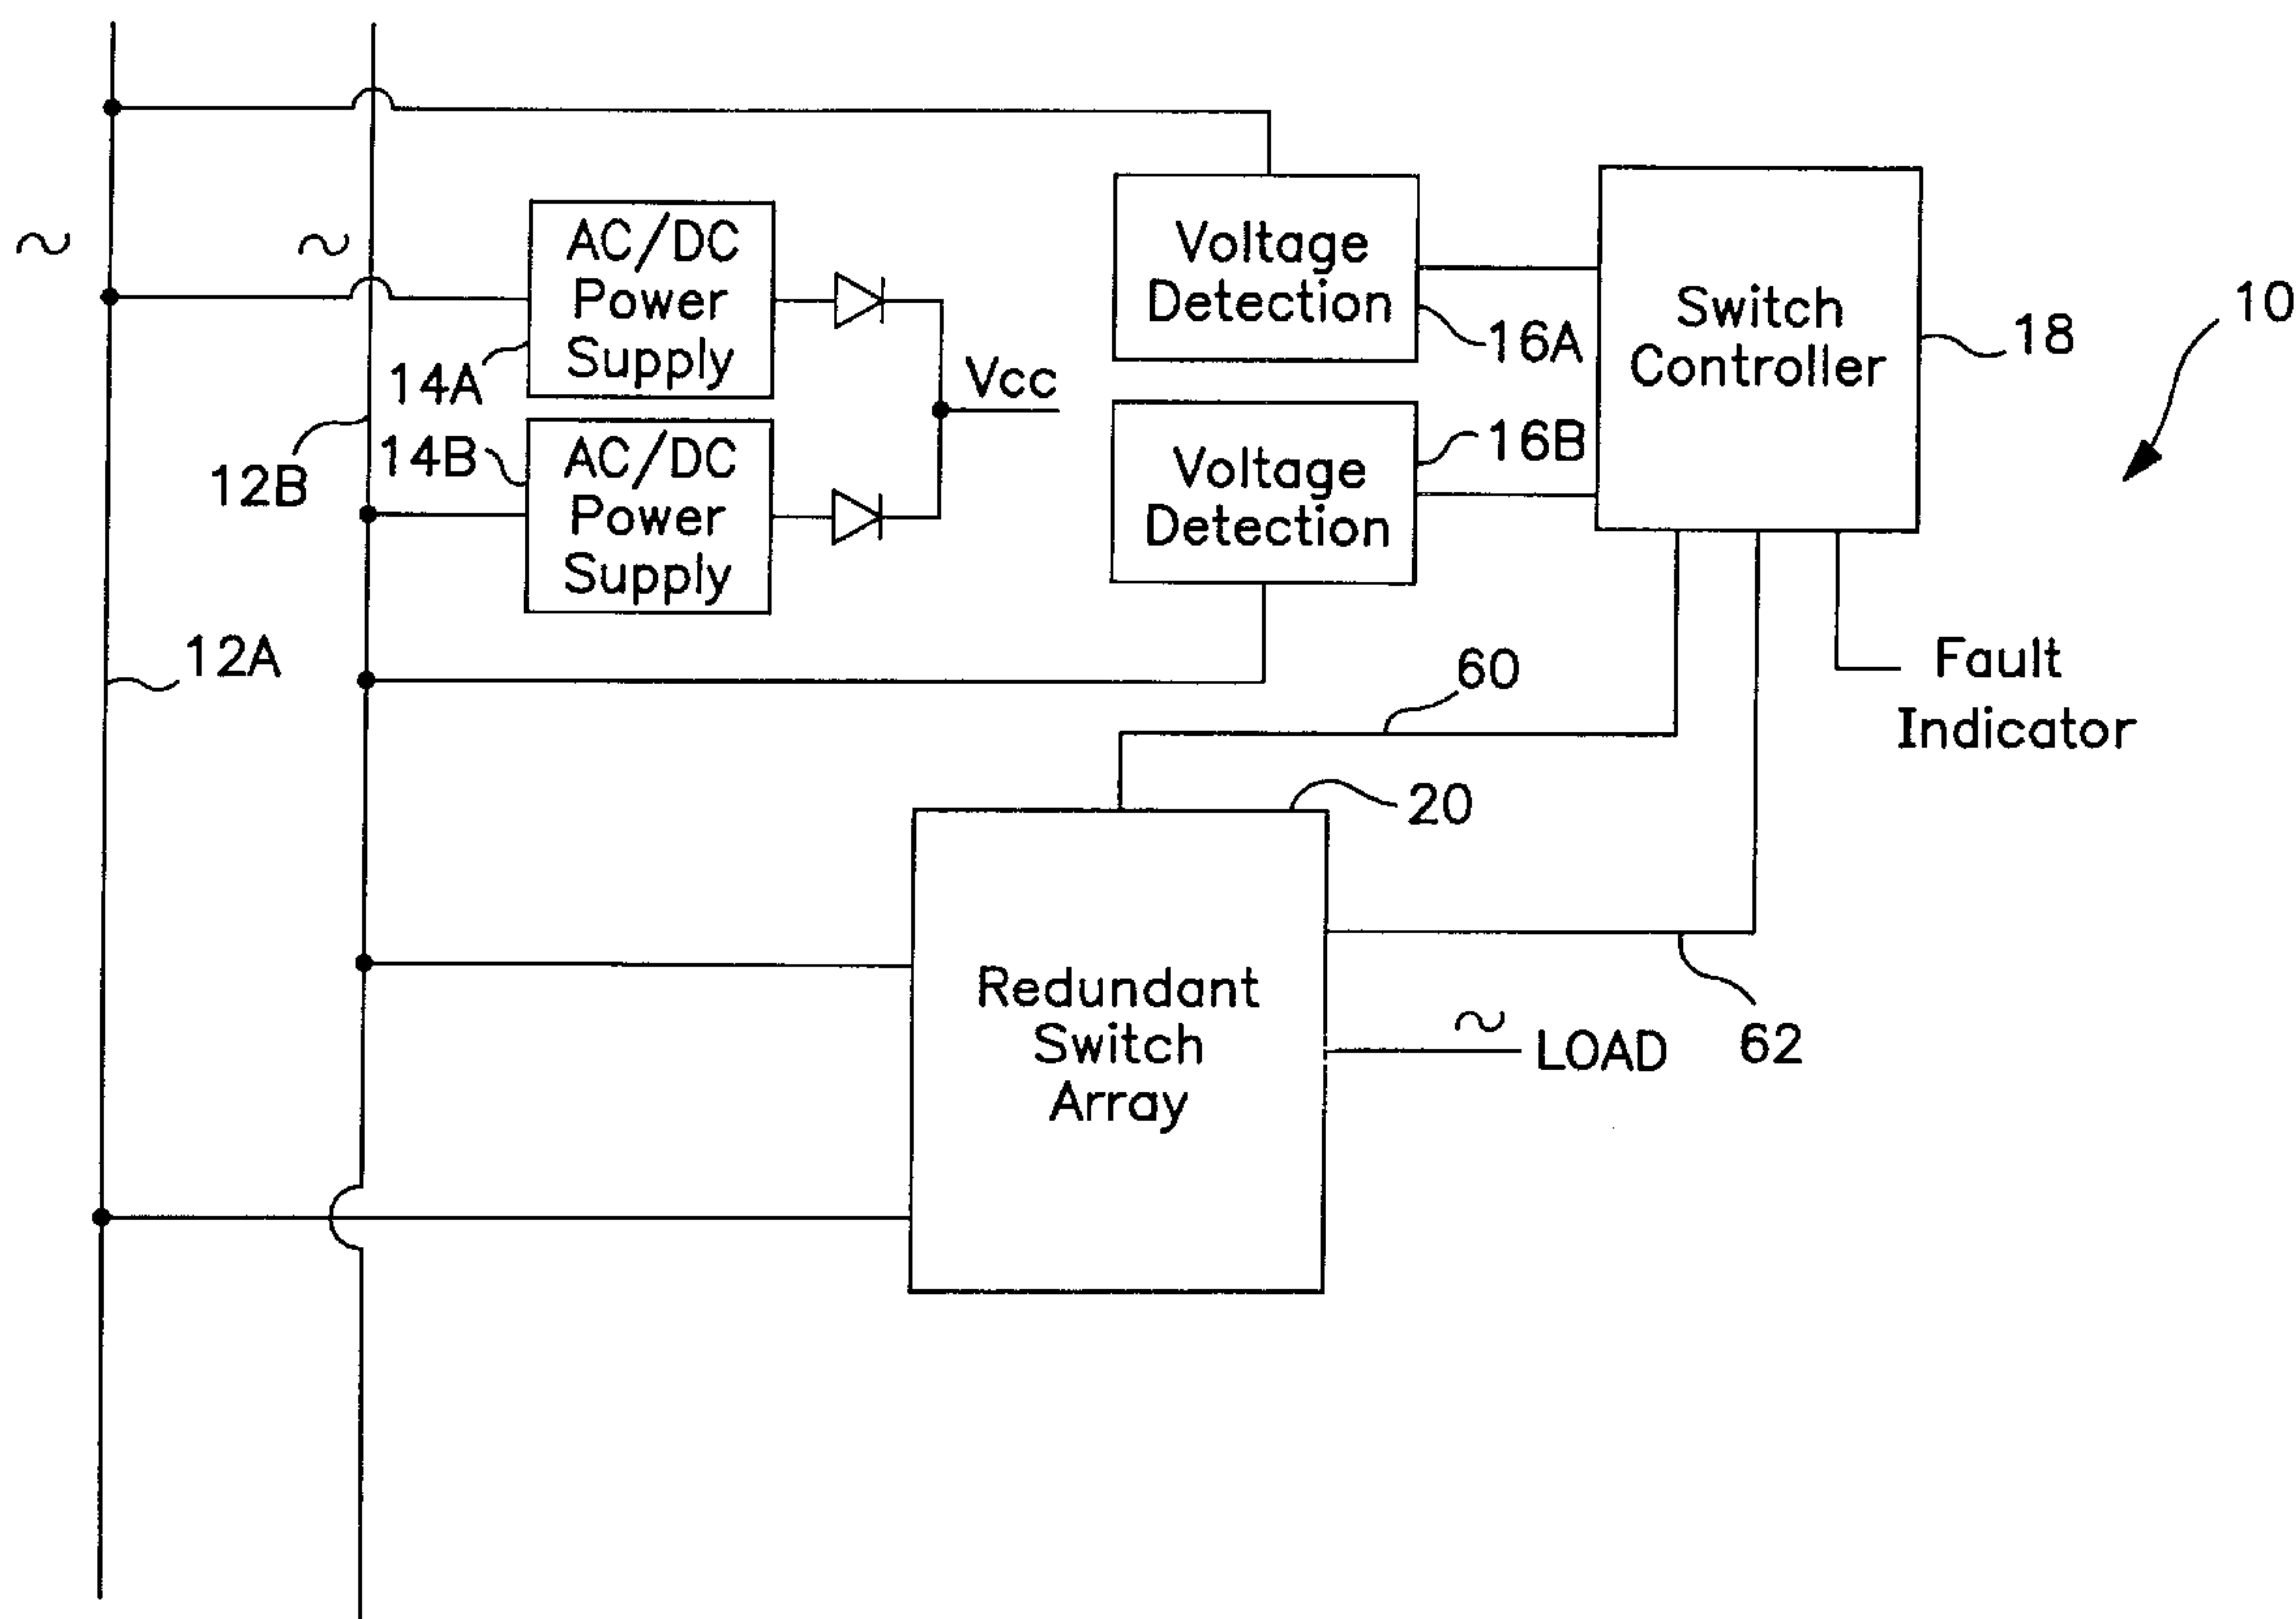 AC/DC
Power
Supply
14A
Voltage
Detection
16A
Switch
Controller
18
10
Vcc
12B
14B
AC/DC
Power
Supply
Voltage
Detection
16B
12A
60
Fault
Indicator
20
Redundant
Switch
Array
~
~
~
LOAD
62